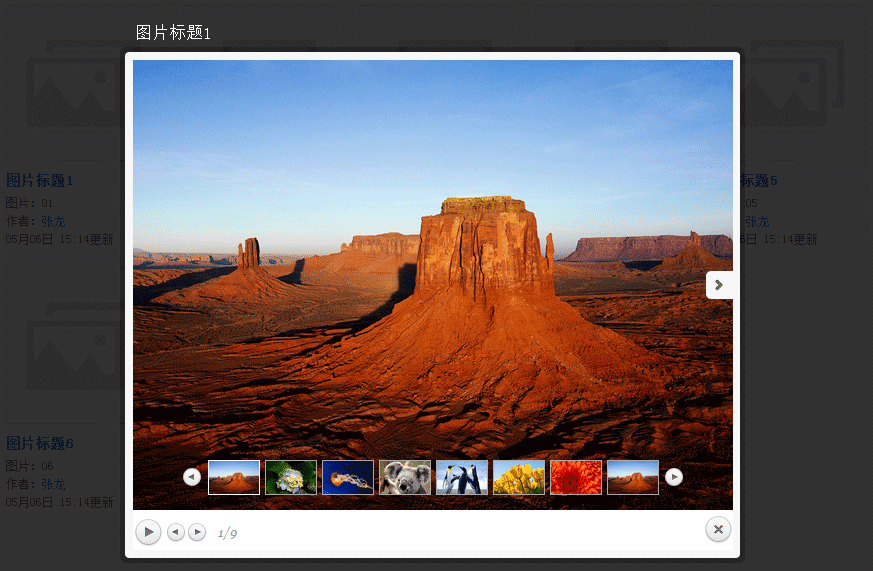 图片标题1
图片标题1
图片: 01
作者: 张龙
05月06日 15:14更新
标题5
05
张龙
15:14更新
图片标题6
图片: 06
作者: 张龙
05月06日 15:14更新
1/9